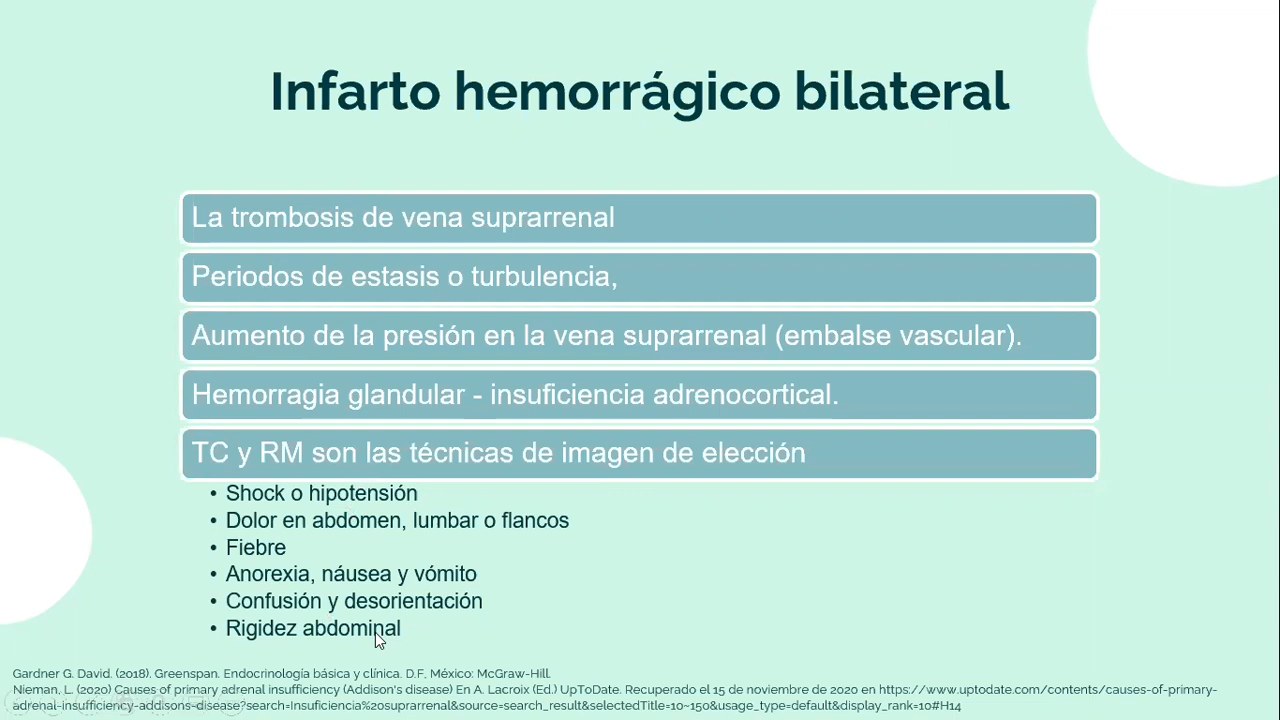 Infarto hemorrágico bilateral
La trombosis de vena suprarrenal
Periodos de estasis o turbulencia,
Aumento de la presión en la vena suprarrenal (embalse vascular).
Hemorragia glandular - insuficiencia adrenocortical.
TC y RM son las técnicas de imagen de elección
• Shock o hipotensión
• Dolor en abdomen, lumbar o flancos
• Fiebre
• Anorexia, náusea y vómito
• Confusión y desorientación
• Rigidez abdominal
Gardner G. David. (2018). Greenspan. Endocrinología básica y clínica. D.F. México: McGraw-Hill.
Nieman, L. (2020) Causes of primary adrenal insufficiency (Addison's disease) En A. Lacroix (Ed.) UpToDate. Recuperado el 15 de noviembre de 2020 en https://www.uptodate.com/contents/causes-of-primary-
adrenal-insufficiency-addisons-disease?search=Insuficiencia%20suprarrenal&source=search_result&selectedTitle=10~150&usage_type=default&display_rank=10#H14